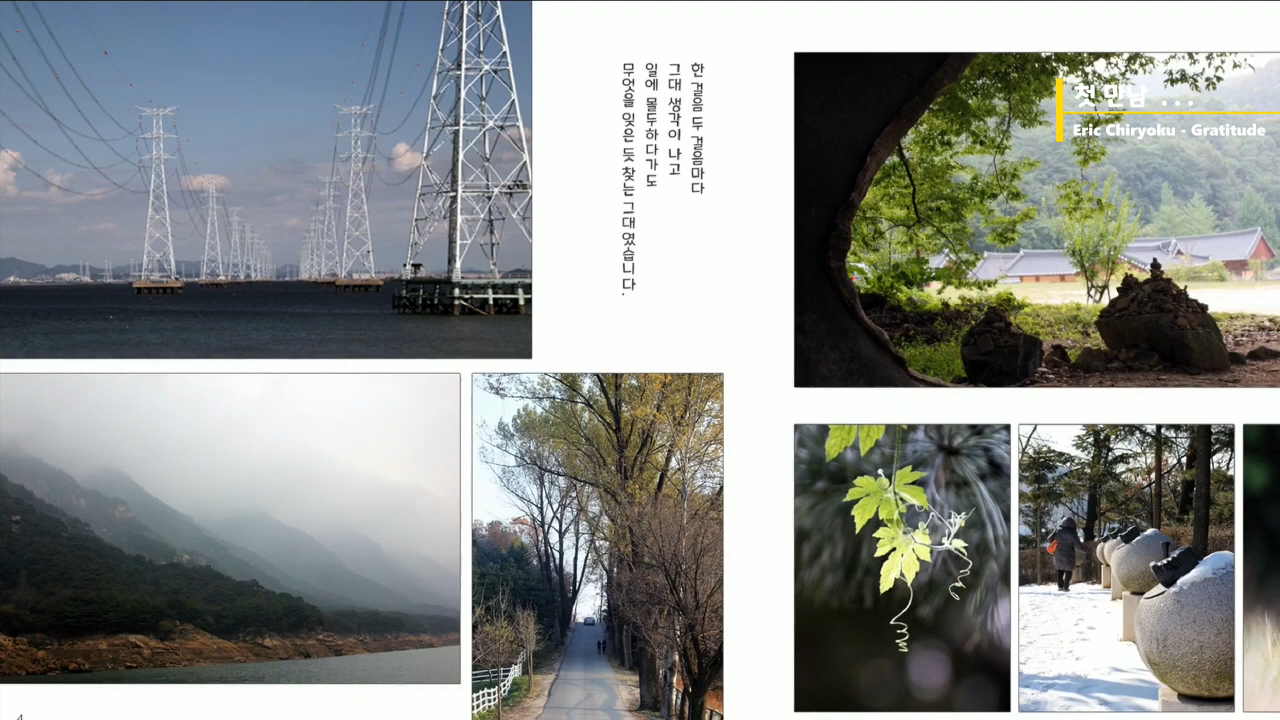 한 걸음 두 걸음마다
그대 생각이 나고
일에 몰두하다가도
무엇을 잊은 듯 찾는 그대였습니다.
첫 만남 ...
Eric Chiryoku - Gratitude
4